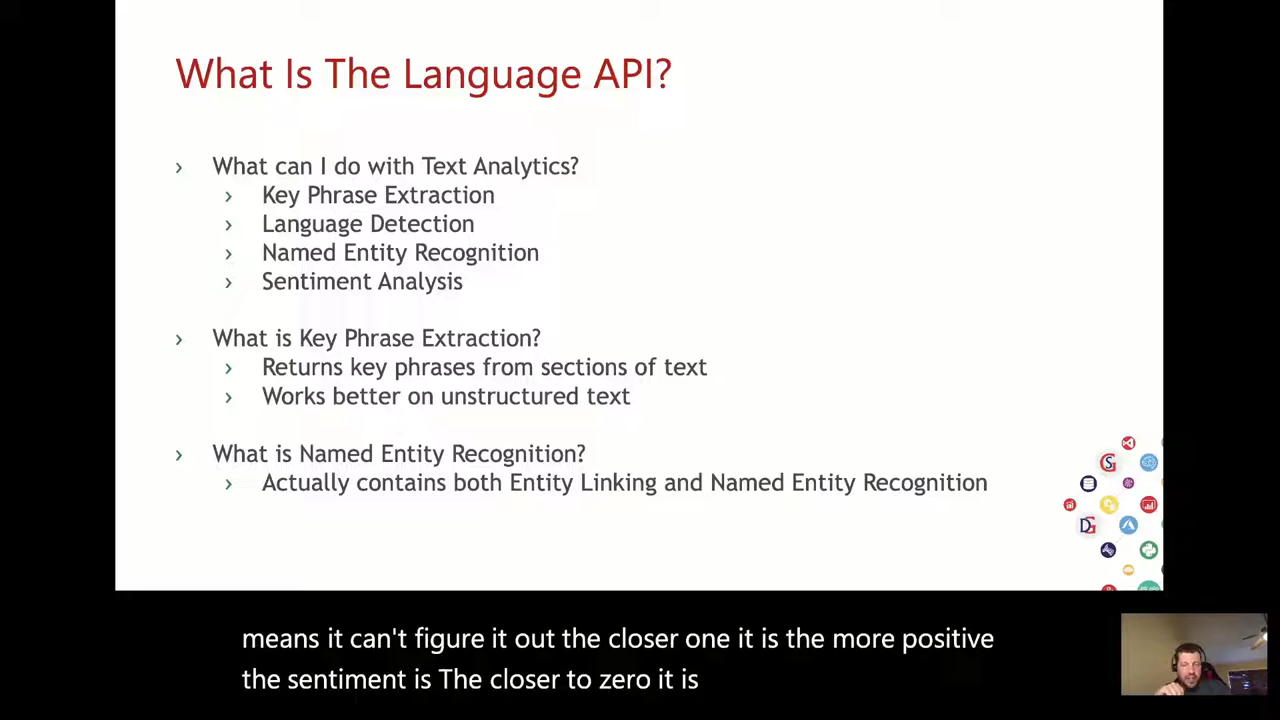 What Is The Language API?
› What can I do with Text Analytics?
› Key Phrase Extraction
› Language Detection
› Named Entity Recognition
› Sentiment Analysis
› What is Key Phrase Extraction?
› Returns key phrases from sections of text
› Works better on unstructured text
› What is Named Entity Recognition?
› Actually contains both Entity Linking and Named Entity Recognition
means it can't figure it out the closer one it is the more positive
the sentiment is The closer to zero it is